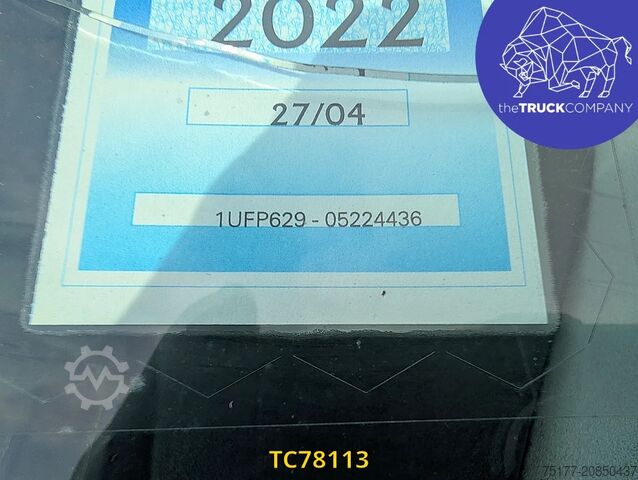 2022
theTRUCKCOMPANY
27/04
1UFP629 - 05224436
TC78113
75177-20850437